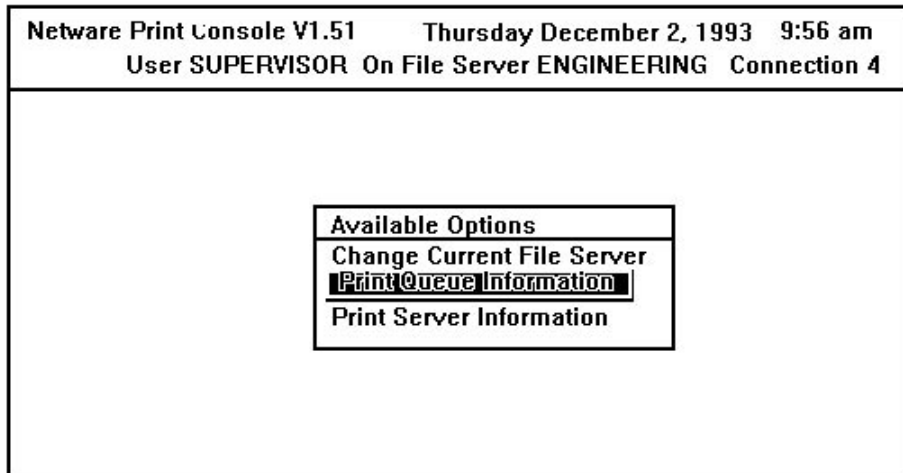 Netware Print Console V1.51 Thursday December 2, 1993 9:56 am
User SUPERVISOR On File Server ENGINEERING Connection 4
Available Options
Change Current File Server
Print Queue Information
Print Server Information